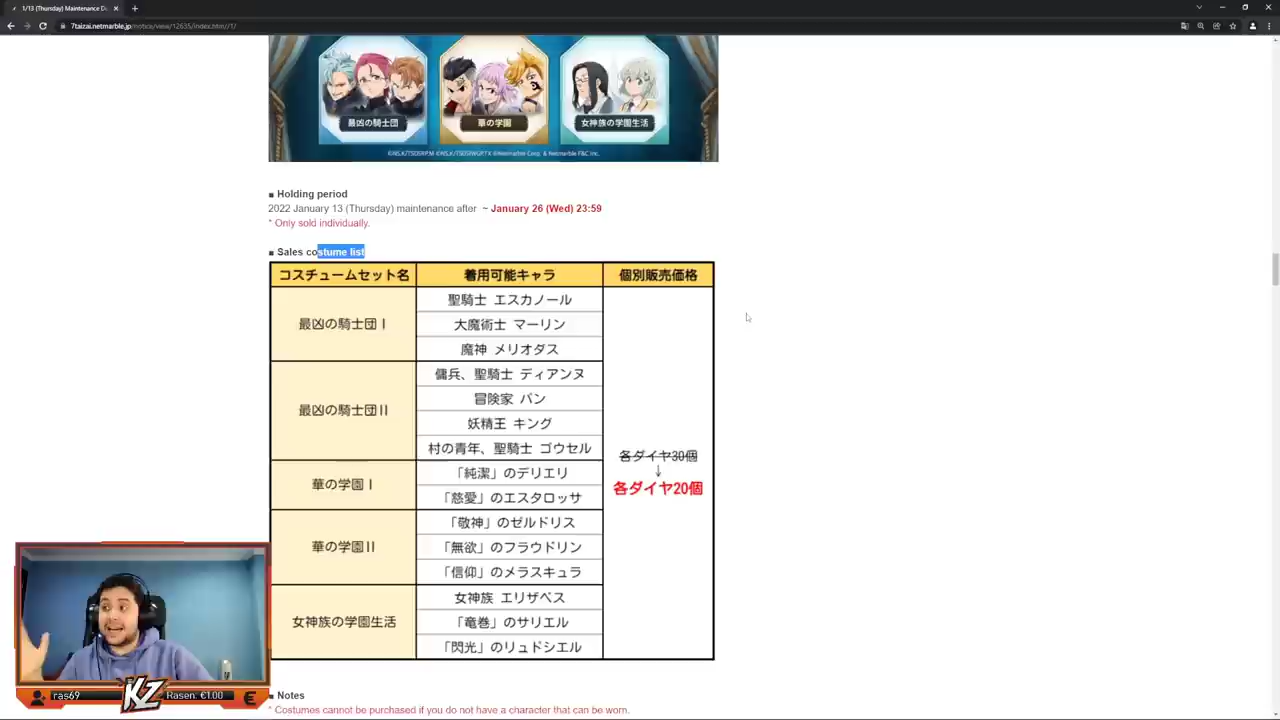 1/13 (Thursday) Maintenance D
7taizai.netmarble.jp/notice/view/12635/index.html/1/
最凶の騎士団
華の学園
女神族の学園生活
■ Holding period
2022 January 13 (Thursday) maintenance after ~ January 26 (Wed) 23:59
* Only sold individually.
■ Sales costume list
コスチュームセット名 着用可能キャラ 個別販売価格
最凶の騎士団Ⅰ
聖騎士 エスカノール
大魔術士 マーリン
魔神 メリオダス
最凶の騎士団Ⅱ
傭兵、聖騎士 ディアンヌ
冒険家 バン
妖精王 キング
村の青年、聖騎士 ゴウセル
華の学園Ⅰ
「純潔」のデリエリ
「慈愛」のエスタロッサ
華の学園Ⅱ
「敬神」のゼルドリス
「無欲」のフラウドリン
「信仰」のメラスキュラ
女神族の学園生活
女神族 エリザベス
「竜巻」のサリエル
「閃光」のリュドシエル
各ダイヤ30個
↓
各ダイヤ20個
■ Notes
* Costumes cannot be purchased if you do not have a character that can be worn.
ras69
KZ
Rasen: €1.00
€